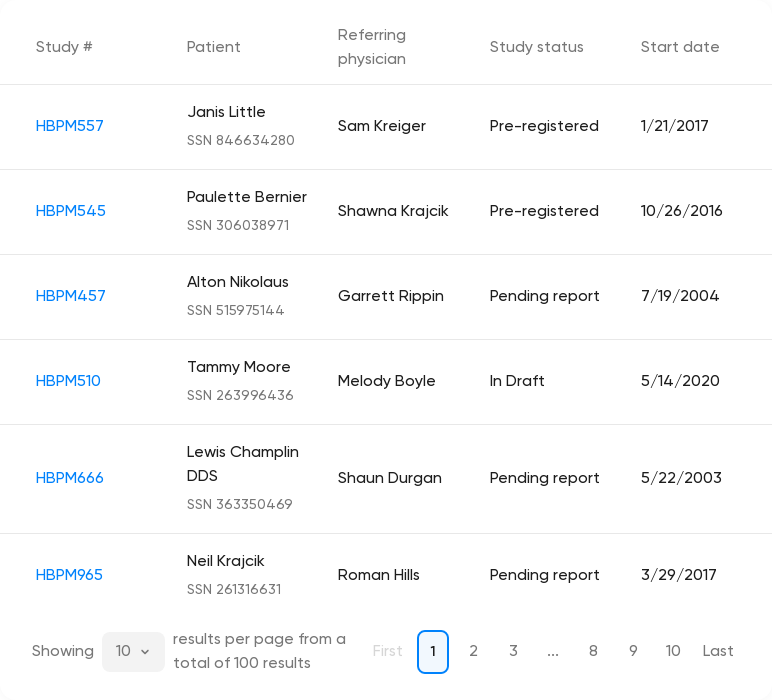 Study #
Patient
Referring
physician
Study status
Start date
HBPM557
Janis Little
SSN 846634280
Sam Kreiger
Pre-registered
1/21/2017
HBPM545
Paulette Bernier
SSN 306038971
Shawna Krajcik
Pre-registered
10/26/2016
HBPM457
Alton Nikolaus
SSN 515975144
Garrett Rippin
Pending report
7/19/2004
HBPM510
Tammy Moore
SSN 263996436
Melody Boyle
In Draft
5/14/2020
HBPM666
Lewis Champlin
DDS
SSN 363350469
Shaun Durgan
Pending report
5/22/2003
HBPM965
Neil Krajcik
SSN 261316631
Roman Hills
Pending report
3/29/2017
Showing
10
results per page from a
total of 100 results
First
1
2
3
...
8
9
10
Last